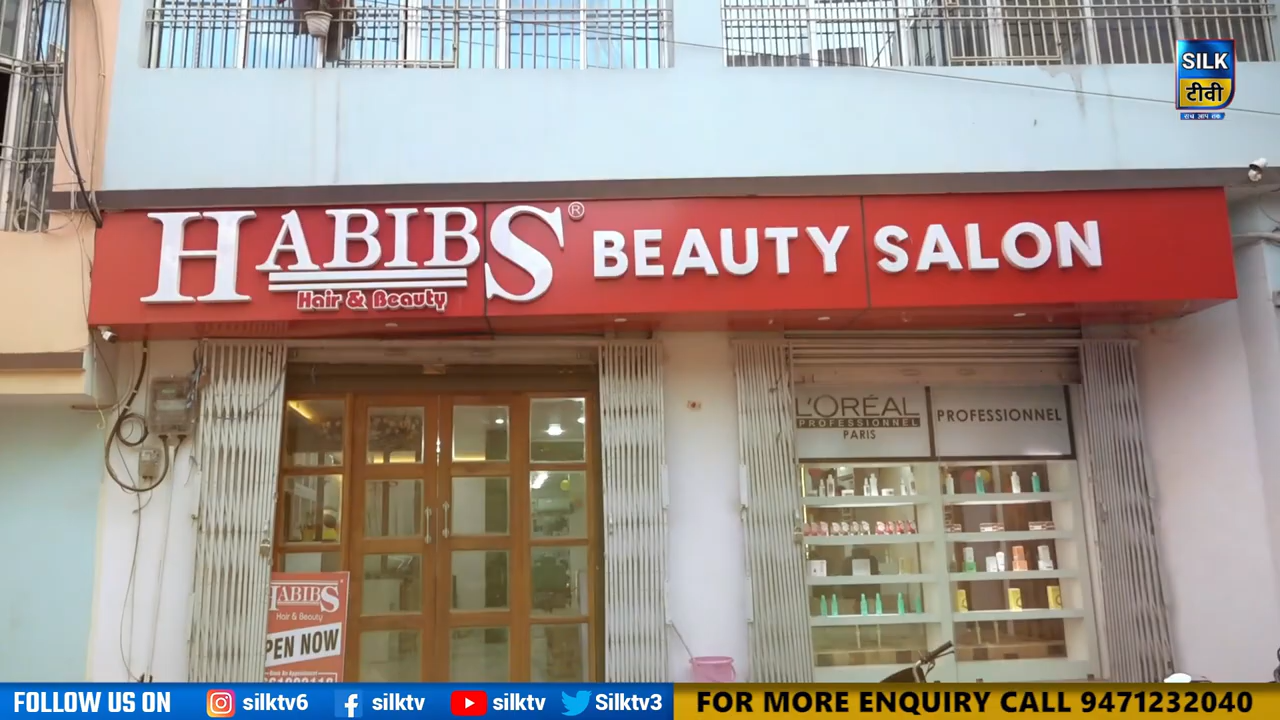 SILK
टीवी
HABIBS® BEAUTY SALON
Hair & Beauty
L'ORÉAL
PROFESSIONNEL
PARIS
PROFESSIONNEL
HABIBS
Hair & Beauty
PEN NOW
FOLLOW US ON silktv6 silktv silktv Silktv3 FOR MORE ENQUIRY CALL 9471232040